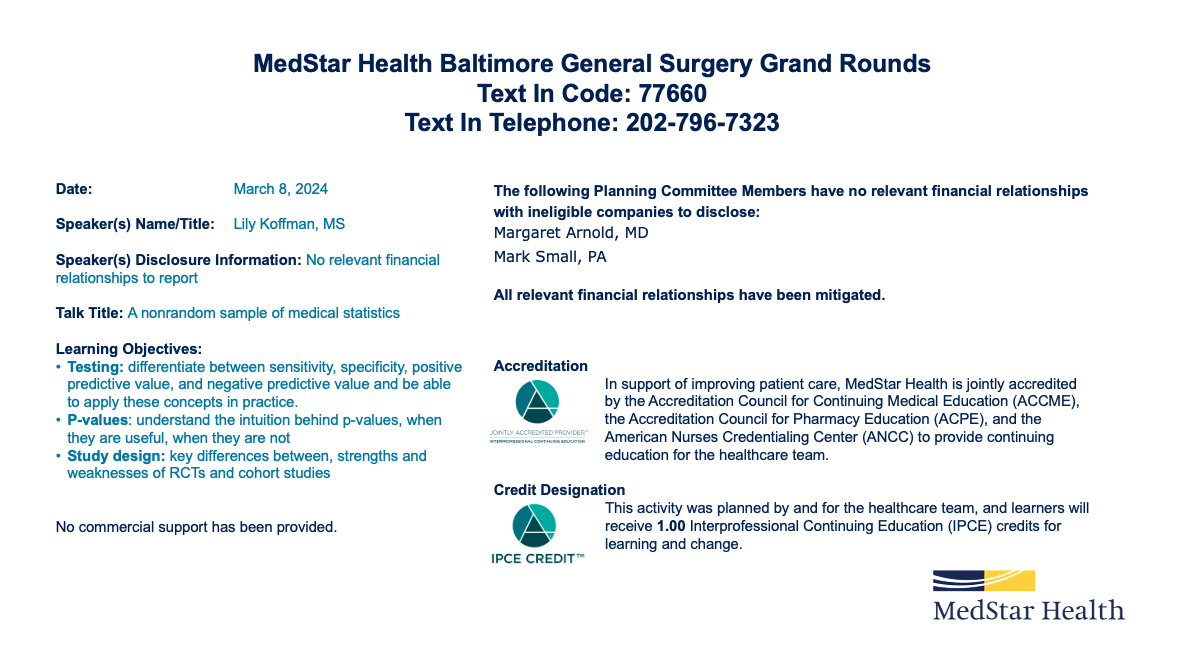 MedStar Health Baltimore General Surgery Grand Rounds
Text In Code: 77660
Text In Telephone: 202-796-7323
Date: March 8, 2024
Speaker(s) Name/Title: Lily Koffman, MS
Speaker(s) Disclosure Information: No relevant financial
relationships to report
Talk Title: A nonrandom sample of medical statistics
Learning Objectives:
• Testing: differentiate between sensitivity, specificity, positive
predictive value, and negative predictive value and be able
to apply these concepts in practice.
• P-values: understand the intuition behind p-values, when
they are useful, when they are not
• Study design: key differences between, strengths and
weaknesses of RCTs and cohort studies
No commercial support has been provided.
The following Planning Committee Members have no relevant financial relationships
with ineligible companies to disclose:
Margaret Arnold, MD
Mark Small, PA
All relevant financial relationships have been mitigated.
Accreditation
JOINTLY ACCREDITED PROVIDER™
INTERPROFESSIONAL CONTINUING EDUCATION
In support of improving patient care, MedStar Health is jointly accredited
by the Accreditation Council for Continuing Medical Education (ACCME),
the Accreditation Council for Pharmacy Education (ACPE), and the
American Nurses Credentialing Center (ANCC) to provide continuing
education for the healthcare team.
Credit Designation
IPCE CREDIT™
This activity was planned by and for the healthcare team, and learners will
receive 1.00 Interprofessional Continuing Education (IPCE) credits for
learning and change.
MedStar Health